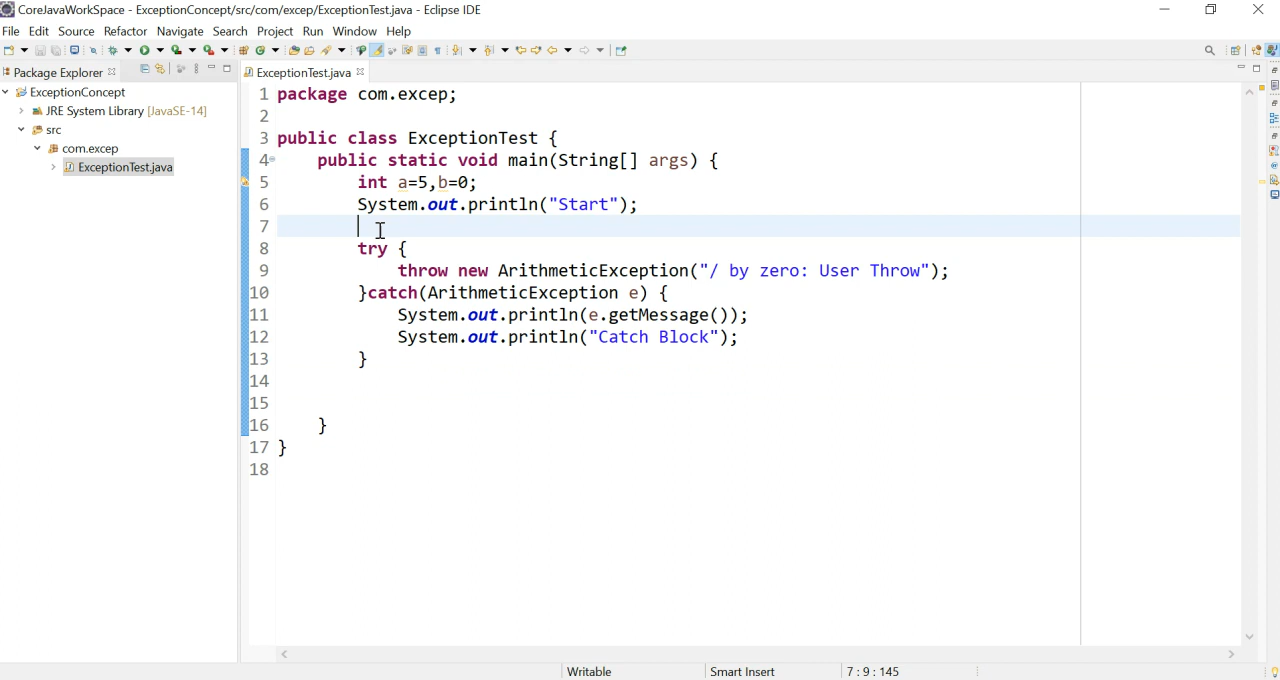 CoreJavaWorkSpace - ExceptionConcept/src/com/excep/ExceptionTest.java - Eclipse IDE
File Edit Source Refactor Navigate Search Project Run Window Help
Package Explorer
ExceptionTest.java
ExceptionConcept
JRE System Library [JavaSE-14]
src
com.excep
ExceptionTest.java
1 package com.excep;
2
3 public class ExceptionTest {
4 public static void main(String[] args) {
5 int a=5,b=0;
6 System.out.println("Start");
7
8 try {
9 throw new ArithmeticException("/ by zero: User Throw");
10 }catch(ArithmeticException e) {
11 System.out.println(e.getMessage());
12 System.out.println("Catch Block");
13 }
14
15
16 }
17 }
18
Writable Smart Insert 7 : 9 : 145